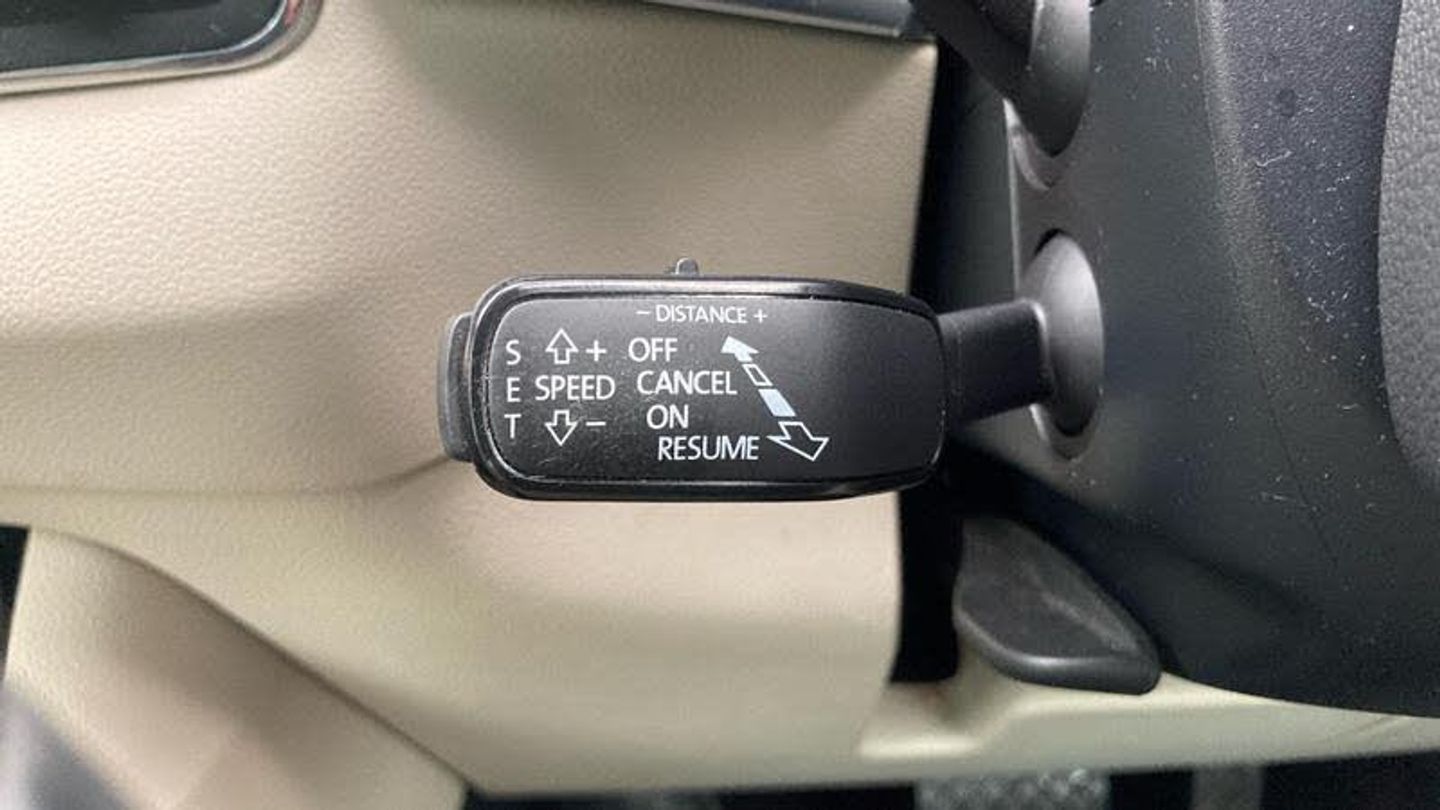 − DISTANCE +
S + OFF
E SPEED CANCEL
T − ON
RESUME